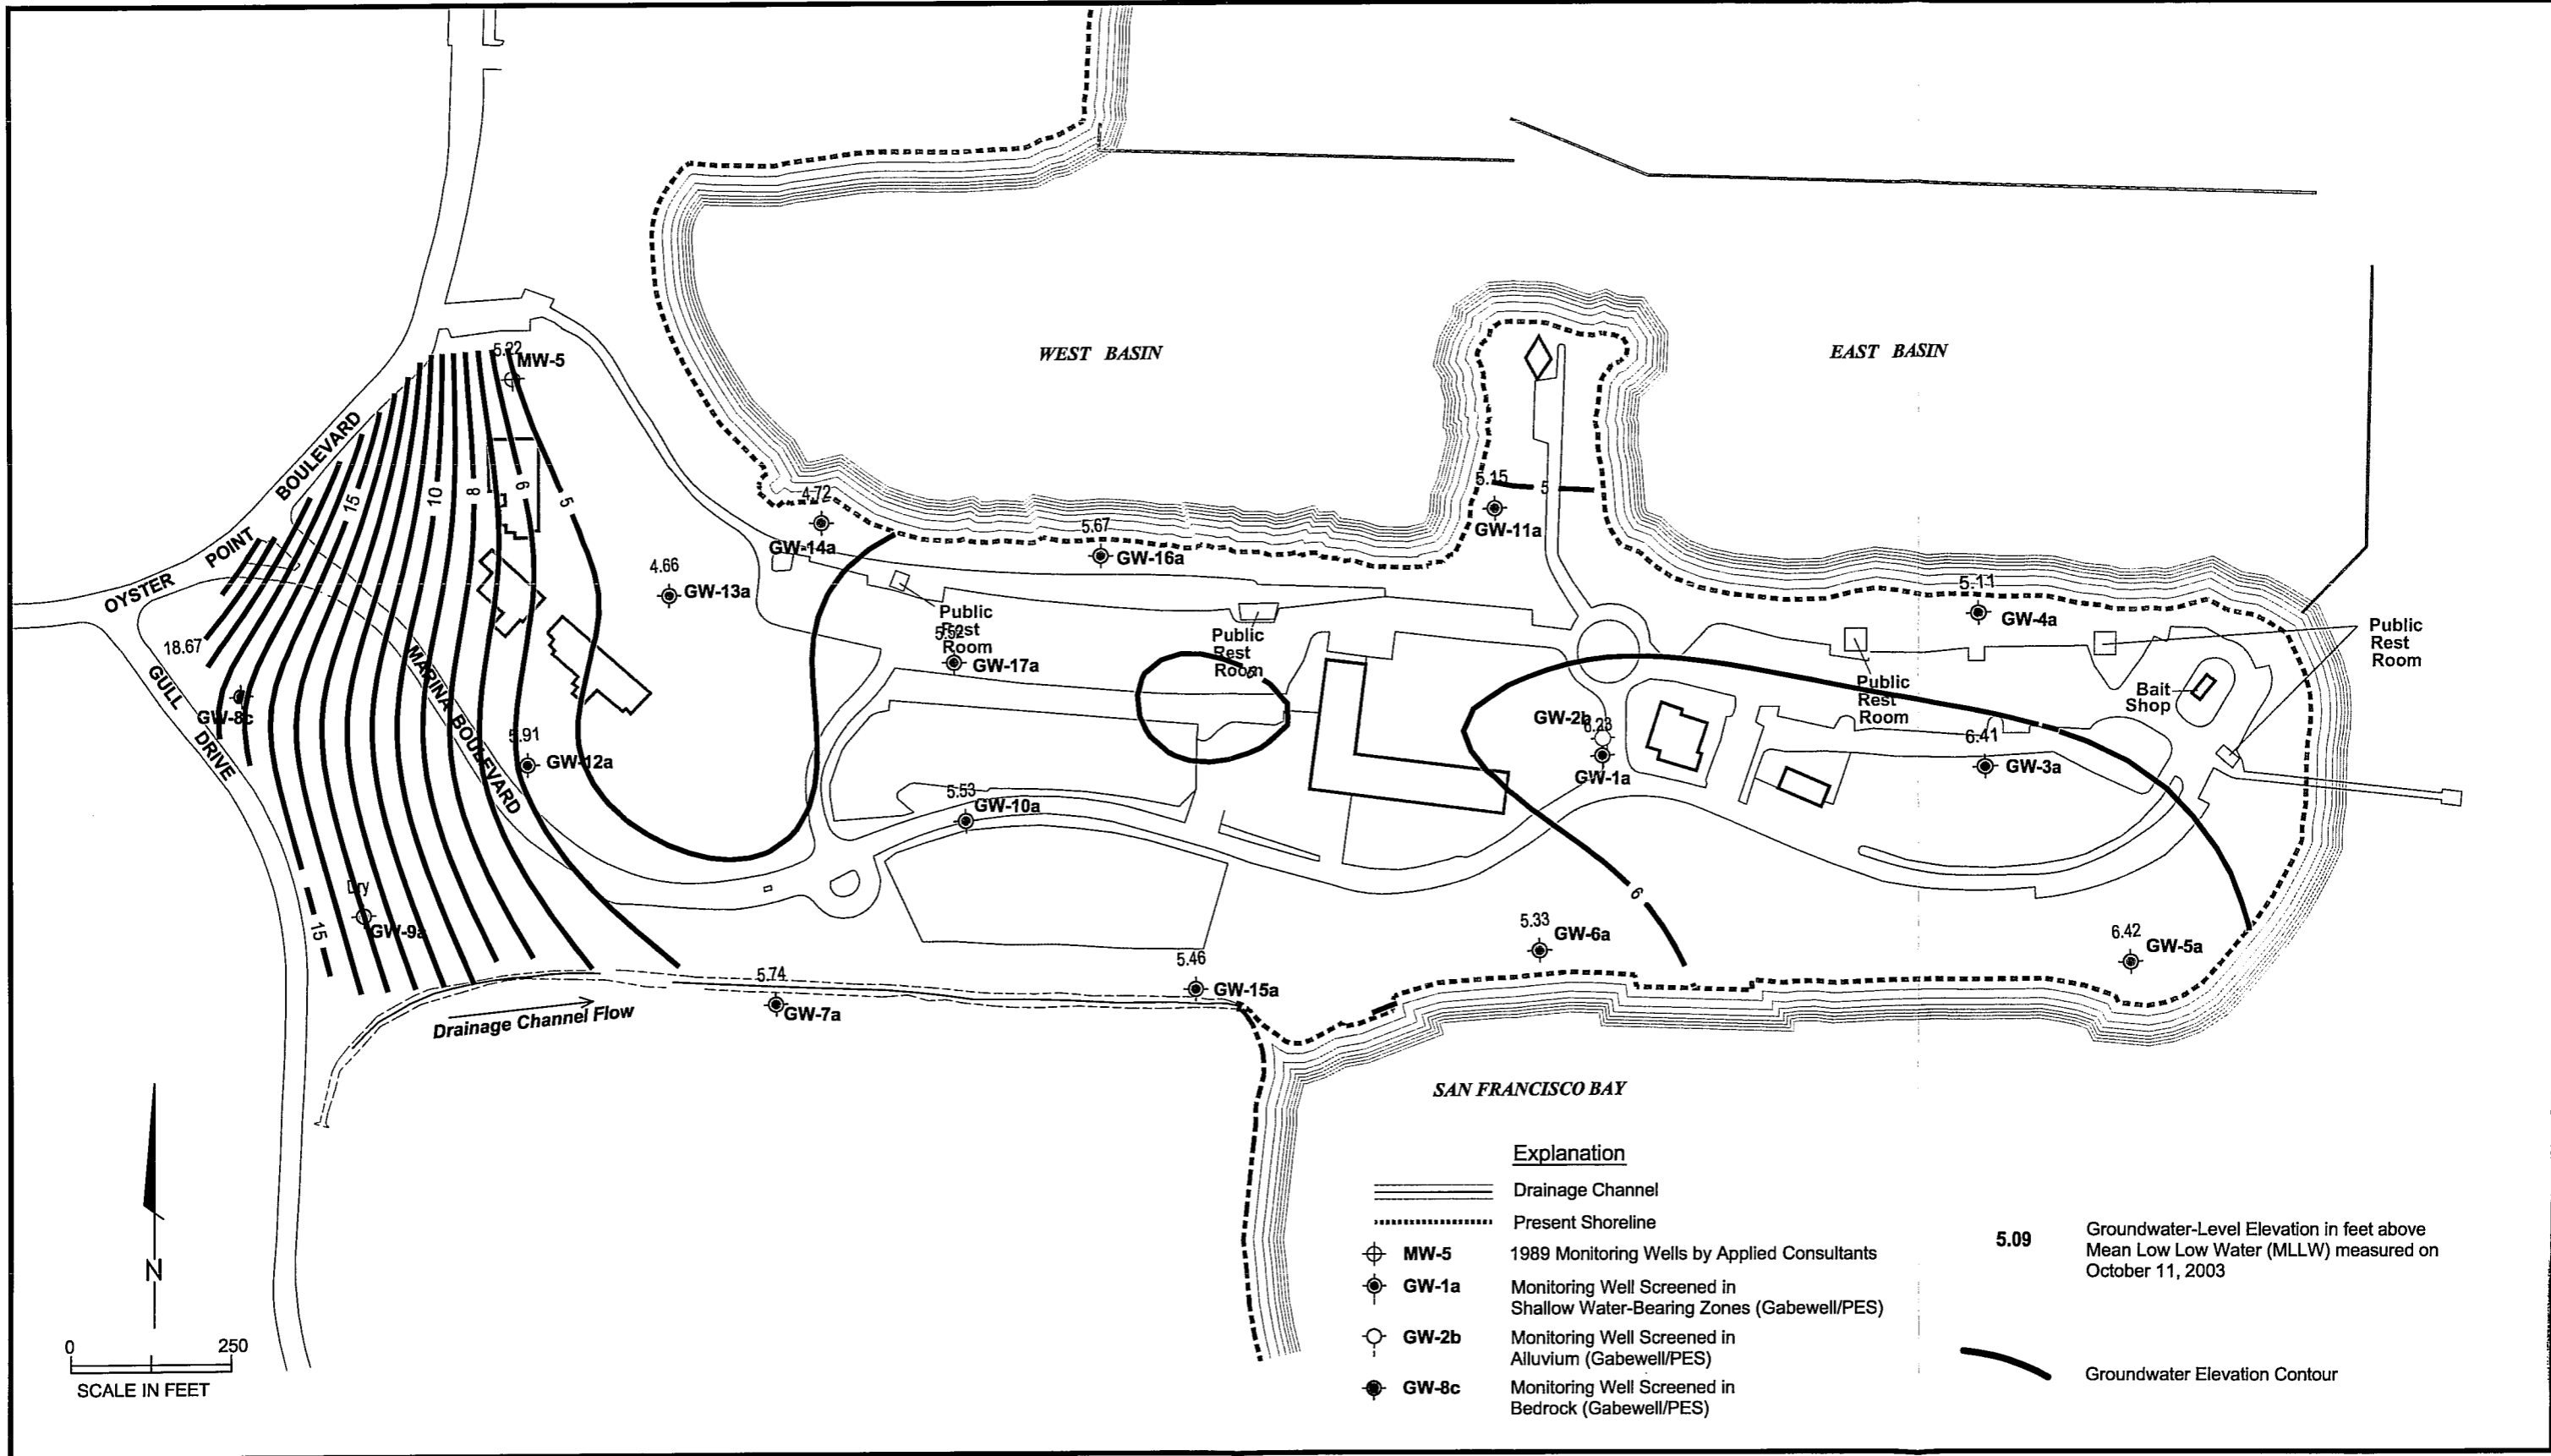 5.22
MW-5
WEST BASIN
EAST BASIN
OYSTER POINT BOULEVARD
15
10
8
6
5
5.15
5
GW-11a
4.72
GW-14a
5.67
GW-16a
4.66
GW-13a
5.11
GW-4a
Public
Rest
Room
5.52
GW-17a
Public
Rest
Room
5
Public
Rest
Room
Public
Rest
Room
Bait
Shop
18.67
GW-8c
GULL DRIVE
MARINA BOULEVARD
5.91
GW-12a
GW-2b
6.23
GW-1a
6.41
GW-3a
5.53
GW-10a
Dry
GW-9a
15
6
5.33
GW-6a
6.42
GW-5a
5.74
GW-7a
5.46
GW-15a
Drainage Channel Flow
SAN FRANCISCO BAY
N
0 250
SCALE IN FEET
Explanation
Drainage Channel
Present Shoreline
MW-5 1989 Monitoring Wells by Applied Consultants
GW-1a Monitoring Well Screened in
Shallow Water-Bearing Zones (Gabewell/PES)
GW-2b Monitoring Well Screened in
Alluvium (Gabewell/PES)
GW-8c Monitoring Well Screened in
Bedrock (Gabewell/PES)
5.09 Groundwater-Level Elevation in feet above
Mean Low Low Water (MLLW) measured on
October 11, 2003
Groundwater Elevation Contour